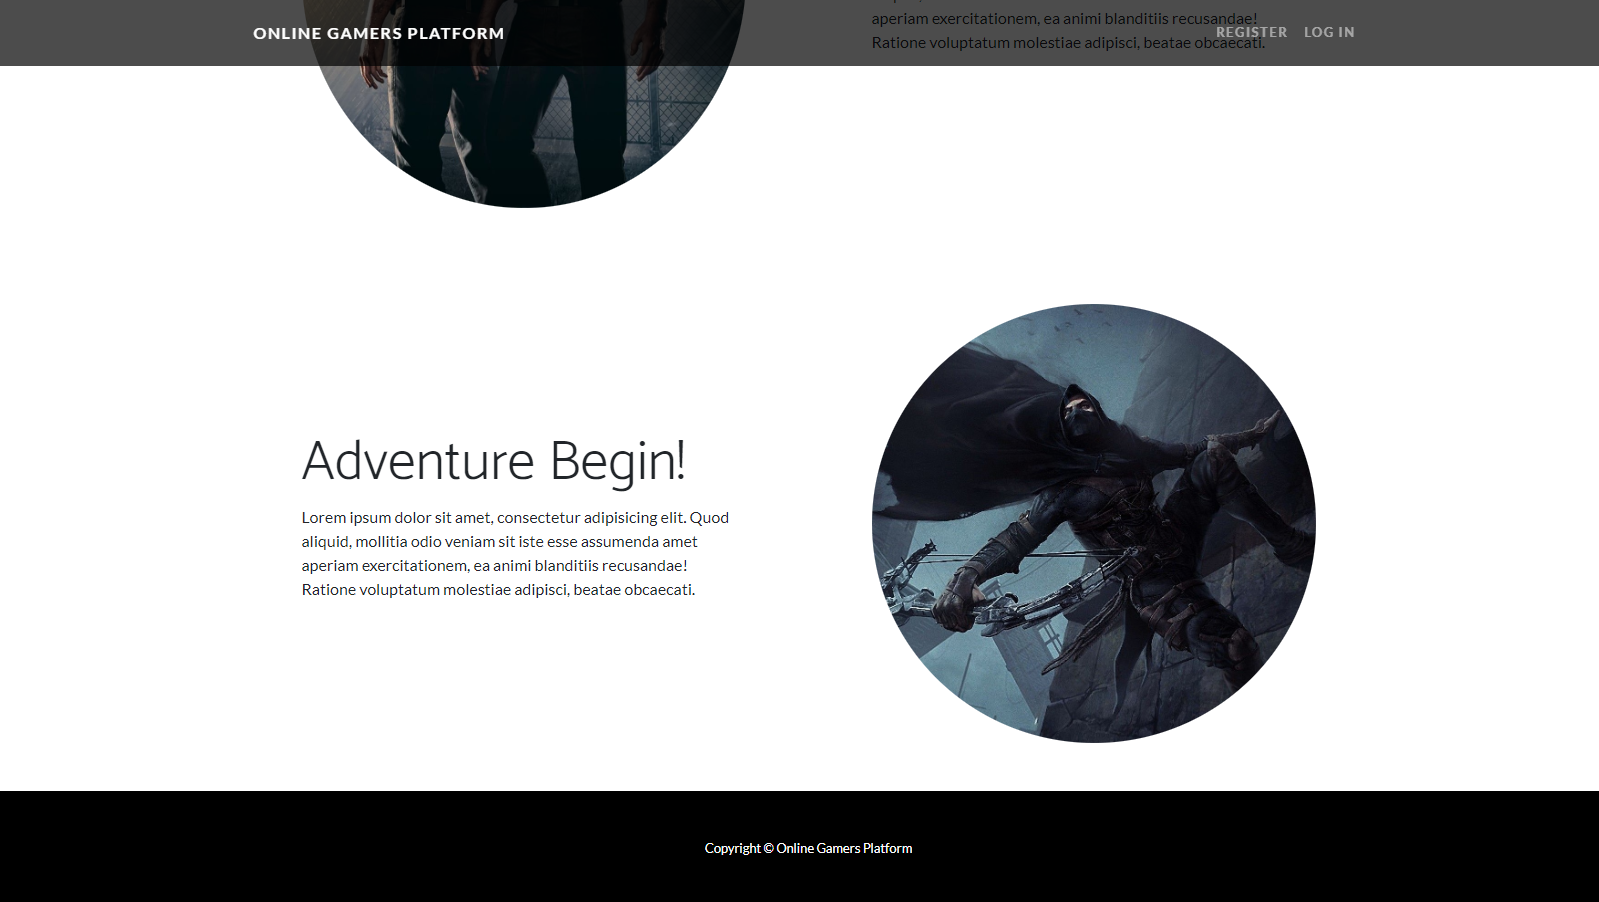 ONLINE GAMERS PLATFORM
REGISTER LOG IN
aperiam exercitationem, ea animi blanditiis recusandae!
Ratione voluptatum molestiae adipisci, beatae obcaecati.
Adventure Begin!
Lorem ipsum dolor sit amet, consectetur adipisicing elit. Quod
aliquid, mollitia odio veniam sit iste esse assumenda amet
aperiam exercitationem, ea animi blanditiis recusandae!
Ratione voluptatum molestiae adipisci, beatae obcaecati.
Copyright © Online Gamers Platform